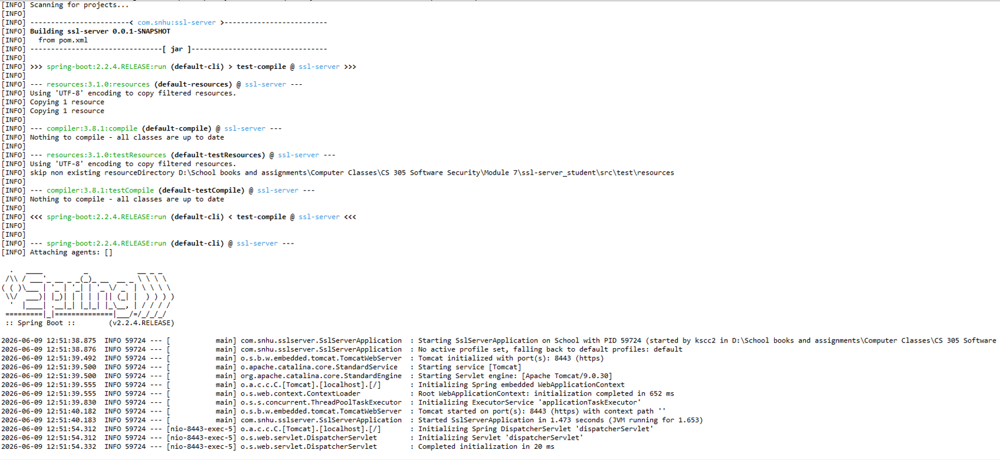 [INFO] Scanning for projects...
[INFO]
[INFO] ------------------------< com.snhu:ssl-server >-------------------------
[INFO] Building ssl-server 0.0.1-SNAPSHOT
[INFO]   from pom.xml
[INFO] --------------------------------[ jar ]---------------------------------
[INFO]
[INFO] >>> spring-boot:2.2.4.RELEASE:run (default-cli) > test-compile @ ssl-server >>>
[INFO]
[INFO] --- resources:3.1.0:resources (default-resources) @ ssl-server ---
[INFO] Using 'UTF-8' encoding to copy filtered resources.
[INFO] Copying 1 resource
[INFO] Copying 1 resource
[INFO]
[INFO] --- compiler:3.8.1:compile (default-compile) @ ssl-server ---
[INFO] Nothing to compile - all classes are up to date
[INFO]
[INFO] --- resources:3.1.0:testResources (default-testResources) @ ssl-server ---
[INFO] Using 'UTF-8' encoding to copy filtered resources.
[INFO] skip non existing resourceDirectory D:\School books and assignments\Computer Classes\CS 305 Software Security\Module 7\ssl-server_student\src\test\resources
[INFO]
[INFO] --- compiler:3.8.1:testCompile (default-testCompile) @ ssl-server ---
[INFO] Nothing to compile - all classes are up to date
[INFO]
[INFO] <<< spring-boot:2.2.4.RELEASE:run (default-cli) < test-compile @ ssl-server <<<
[INFO]
[INFO]
[INFO] --- spring-boot:2.2.4.RELEASE:run (default-cli) @ ssl-server ---
[INFO] Attaching agents: []
Spring
:: Spring Boot ::        (v2.2.4.RELEASE)
2026-06-09 12:51:38.875  INFO 59724 --- [           main] com.snhu.sslserver.SslServerApplication  : Starting SslServerApplication on School with PID 59724 (started by kscc2 in D:\School books and assignments\Computer Classes\CS 305 Software
2026-06-09 12:51:38.876  INFO 59724 --- [           main] com.snhu.sslserver.SslServerApplication  : No active profile set, falling back to default profiles: default
2026-06-09 12:51:39.492  INFO 59724 --- [           main] o.s.b.w.embedded.tomcat.TomcatWebServer  : Tomcat initialized with port(s): 8443 (https)
2026-06-09 12:51:39.500  INFO 59724 --- [           main] o.apache.catalina.core.StandardService   : Starting service [Tomcat]
2026-06-09 12:51:39.500  INFO 59724 --- [           main] org.apache.catalina.core.StandardEngine  : Starting Servlet engine: [Apache Tomcat/9.0.30]
2026-06-09 12:51:39.555  INFO 59724 --- [           main] o.a.c.c.C.[Tomcat].[localhost].[/]       : Initializing Spring embedded WebApplicationContext
2026-06-09 12:51:39.555  INFO 59724 --- [           main] o.s.web.context.ContextLoader            : Root WebApplicationContext: initialization completed in 652 ms
2026-06-09 12:51:39.830  INFO 59724 --- [           main] o.s.s.concurrent.ThreadPoolTaskExecutor  : Initializing ExecutorService 'applicationTaskExecutor'
2026-06-09 12:51:40.182  INFO 59724 --- [           main] o.s.b.w.embedded.tomcat.TomcatWebServer  : Tomcat started on port(s): 8443 (https) with context path ''
2026-06-09 12:51:40.183  INFO 59724 --- [           main] com.snhu.sslserver.SslServerApplication  : Started SslServerApplication in 1.473 seconds (JVM running for 1.653)
2026-06-09 12:51:54.312  INFO 59724 --- [nio-8443-exec-5] o.a.c.c.C.[Tomcat].[localhost].[/]       : Initializing Spring DispatcherServlet 'dispatcherServlet'
2026-06-09 12:51:54.312  INFO 59724 --- [nio-8443-exec-5] o.s.web.servlet.DispatcherServlet        : Initializing Servlet 'dispatcherServlet'
2026-06-09 12:51:54.332  INFO 59724 --- [nio-8443-exec-5] o.s.web.servlet.DispatcherServlet        : Completed initialization in 20 ms